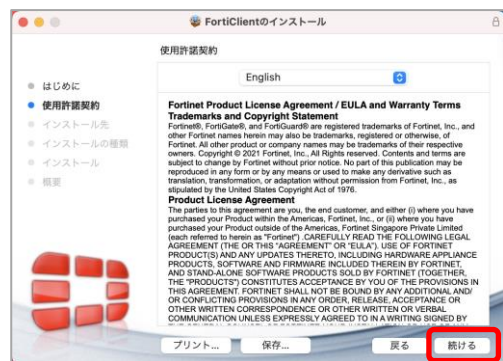 FortiClientのインストール
使用許諾契約
English
はじめに
使用許諾契約
インストール先
インストールの種類
インストール
概要
Fortinet Product License Agreement / EULA and Warranty Terms
Trademarks and Copyright Statement
Fortinet®, FortiGate®, and FortiGuard® are registered trademarks of Fortinet, Inc., and
other Fortinet names herein may also be trademarks, registered or otherwise, of
Fortinet. All other product or company names may be trademarks of their respective
owners. Copyright © 2021 Fortinet, Inc., All Rights reserved. Contents and terms are
subject to change by Fortinet without prior notice. No part of this publication may be
reproduced in any form or by any means or used to make any derivative such as
translation, transformation, or adaptation without permission from Fortinet, Inc., as
stipulated by the United States Copyright Act of 1976.
Product License Agreement
The parties to this agreement are you, the end customer, and either (i) where you have
purchased your Product within the Americas, Fortinet, Inc., or (ii) where you have
purchased your Product outside of the Americas, Fortinet Singapore Private Limited
(each referred to herein as "Fortinet"). CAREFULLY READ THE FOLLOWING LEGAL
AGREEMENT (THE OR THIS "AGREEMENT" OR "EULA"). USE OF FORTINET
PRODUCT(S) AND ANY UPDATES THERETO, INCLUDING HARDWARE APPLIANCE
PRODUCTS, SOFTWARE AND FIRMWARE INCLUDED THEREIN BY FORTINET,
AND STAND-ALONE SOFTWARE PRODUCTS SOLD BY FORTINET (TOGETHER,
THE "PRODUCTS") CONSTITUTES ACCEPTANCE BY YOU OF THE PROVISIONS IN
THIS AGREEMENT. FORTINET SHALL NOT BE BOUND BY ANY ADDITIONAL AND/
OR CONFLICTING PROVISIONS IN ANY ORDER, RELEASE, ACCEPTANCE OR
OTHER WRITTEN CORRESPONDENCE OR OTHER WRITTEN OR VERBAL
COMMUNICATION UNLESS EXPRESSLY AGREED TO IN A WRITING SIGNED BY
プリント... 保存... 戻る 続ける